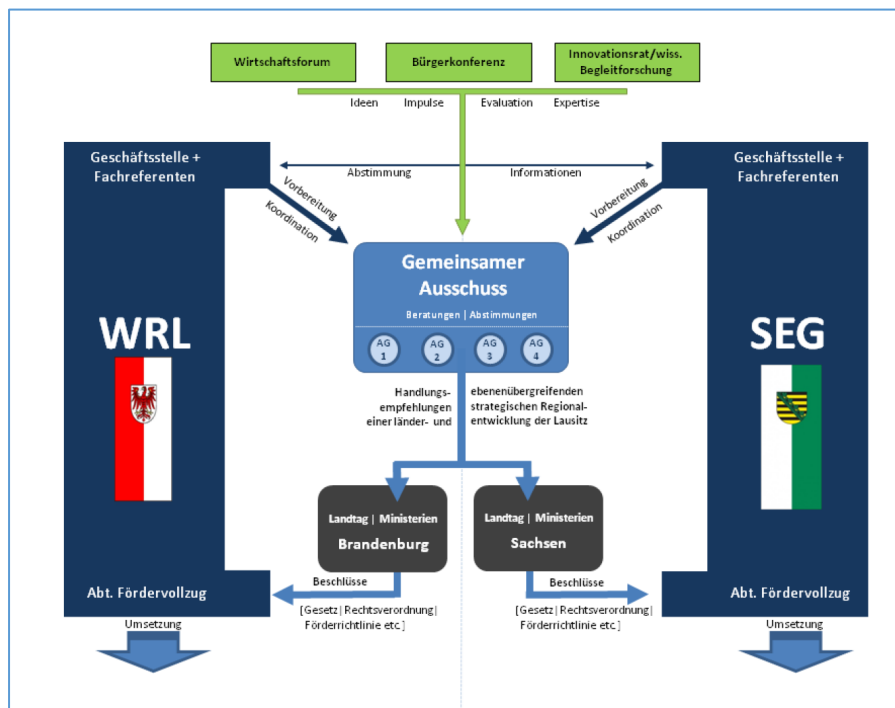 Wirtschaftsforum
Bürgerkonferenz
Innovationsrat/wiss.
Begleitforschung
Ideen Impulse Evaluation Expertise
Geschäftsstelle +
Fachreferenten
Abstimmung Informationen
Geschäftsstelle +
Fachreferenten
Vorbereitung
Koordination
Vorbereitung
Koordination
Gemeinsamer
Ausschuss
Beratungen | Abstimmungen
AG
1
AG
2
AG
3
AG
4
WRL
SEG
Handlungs-
empfehlungen
einer länder- und
ebenenübergreifenden
strategischen Regional-
entwicklung der Lausitz
Landtag | Ministerien
Brandenburg
Landtag | Ministerien
Sachsen
Abt. Fördervollzug
Beschlüsse
[Gesetz| Rechtsverordnung|
Förderrichtlinie etc.]
Beschlüsse
[Gesetz| Rechtsverordnung|
Förderrichtlinie etc.]
Abt. Fördervollzug
Umsetzung
Umsetzung